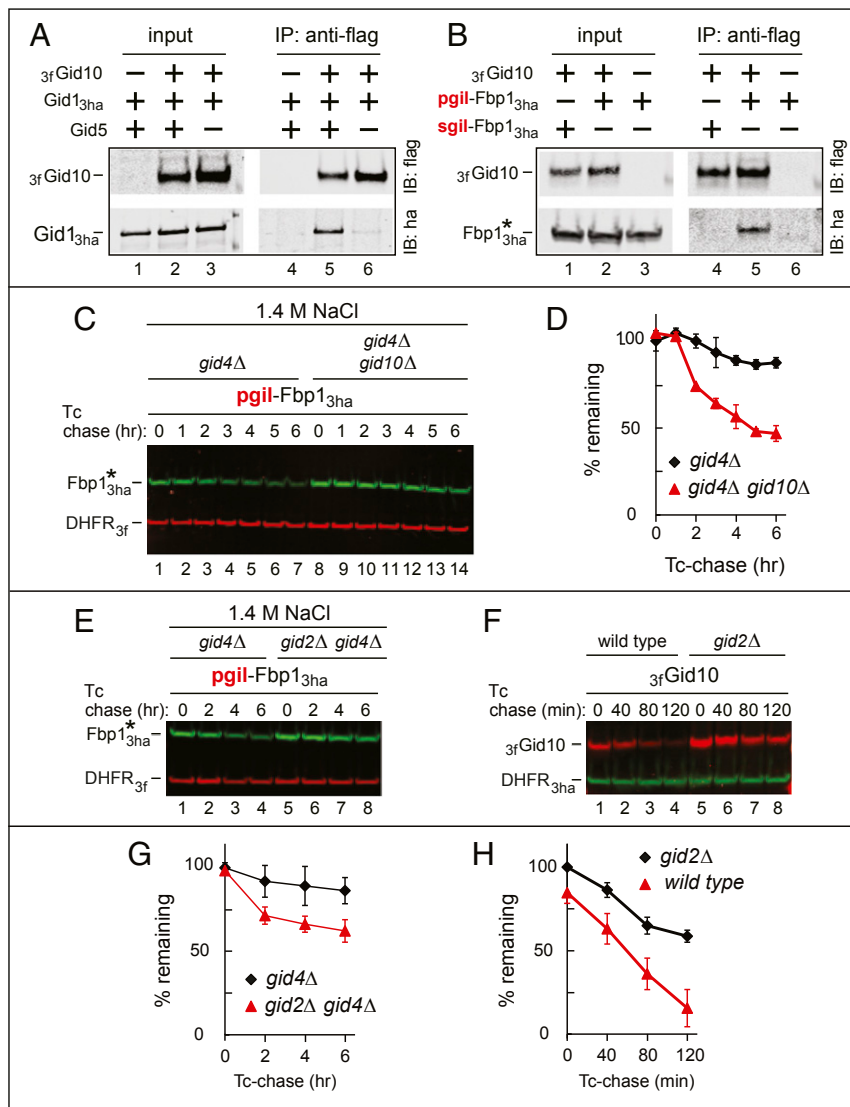 A
input
IP: anti-flag
3fGid10 − + + − + +
Gid13ha + + + + + +
Gid5 + + − + + −
3fGid10
Gid13ha
IB: flag
IB: ha
1 2 3 4 5 6
B
input
IP: anti-flag
3fGid10 + + − + + −
pgil-Fbp13ha − + + − + +
sgil-Fbp13ha + − − + − −
3fGid10
Fbp1*3ha
IB: flag
IB: ha
1 2 3 4 5 6
C
1.4 M NaCl
gid4Δ
gid4Δ
gid10Δ
pgil-Fbp13ha
Tc
chase (hr): 0 1 2 3 4 5 6 0 1 2 3 4 5 6
Fbp1*3ha
DHFR3f
1 2 3 4 5 6 7 8 9 10 11 12 13 14
D
% remaining
100
50
0
gid4Δ
gid4Δ gid10Δ
0 2 4 6
Tc-chase (hr)
E
1.4 M NaCl
gid4Δ gid2Δ gid4Δ
pgil-Fbp13ha
Tc
chase (hr): 0 2 4 6 0 2 4 6
Fbp1*3ha
DHFR3f
1 2 3 4 5 6 7 8
F
wild type gid2Δ
3fGid10
Tc
chase (min): 0 40 80 120 0 40 80 120
3fGid10
DHFR3ha
1 2 3 4 5 6 7 8
G
% remaining
100
50
0
gid4Δ
gid2Δ gid4Δ
0 2 4 6
Tc-chase (hr)
H
% remaining
100
50
0
gid2Δ
wild type
0 40 80 120
Tc-chase (min)